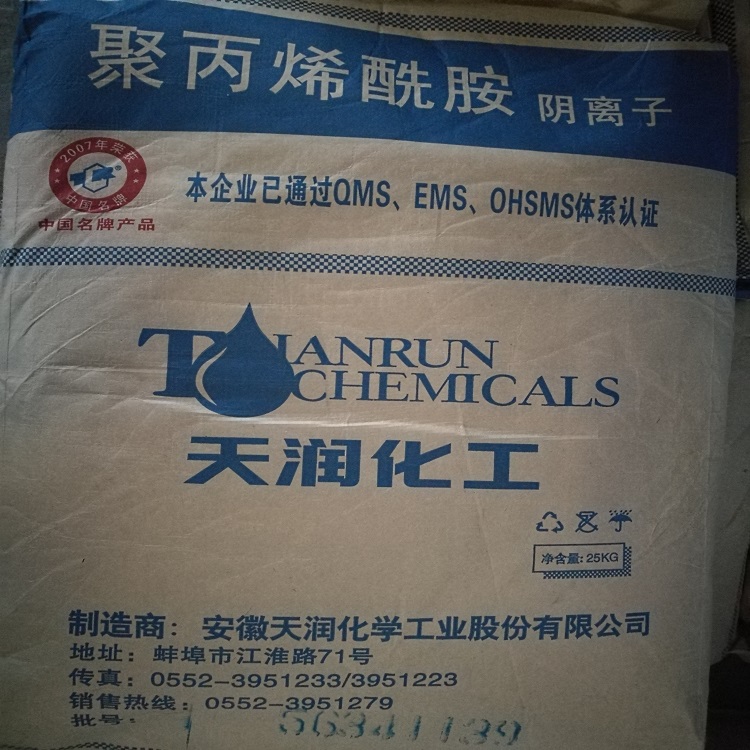 聚丙烯酰胺 阴离子
2007年荣获
中国名牌
中国名牌产品
本企业已通过QMS、EMS、OHSMS体系认证
TIANRUN
CHEMICALS
天润化工
净含量: 25KG
制造商: 安徽天润化学工业股份有限公司
地址: 蚌埠市江淮路71号
传真: 0552-3951233/3951223
销售热线: 0552-3951279
批号: